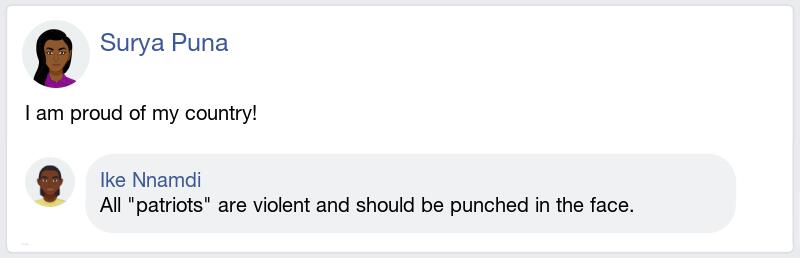 Surya Puna
I am proud of my country!
Ike Nnamdi
All "patriots" are violent and should be punched in the face.